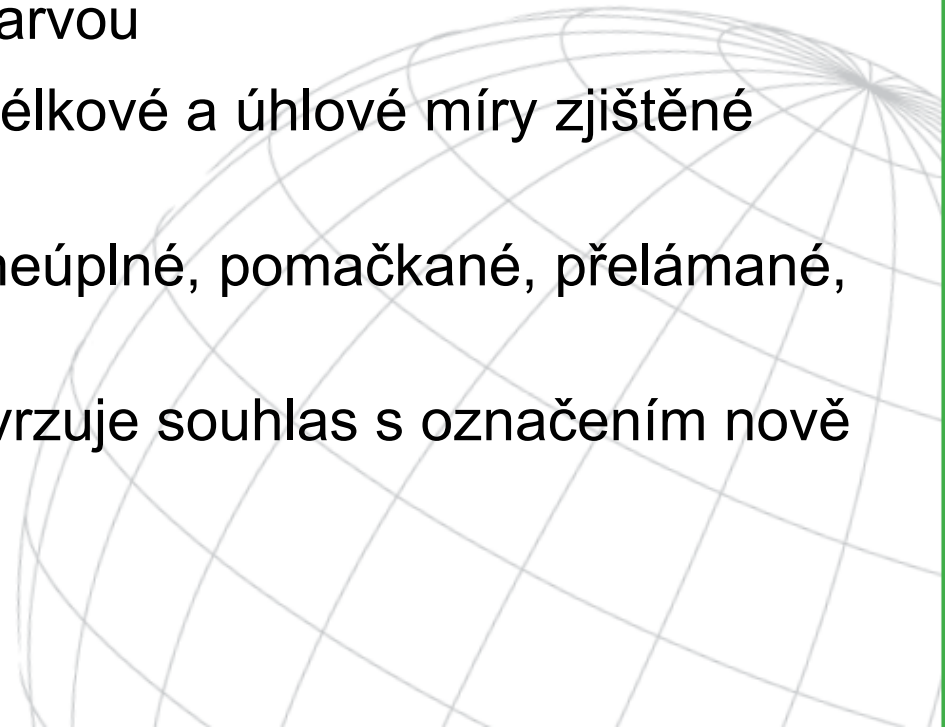 arvou
élkové a úhlové míry zjištěné
neúplné, pomačkané, přelámané,
vrzuje souhlas s označením nově